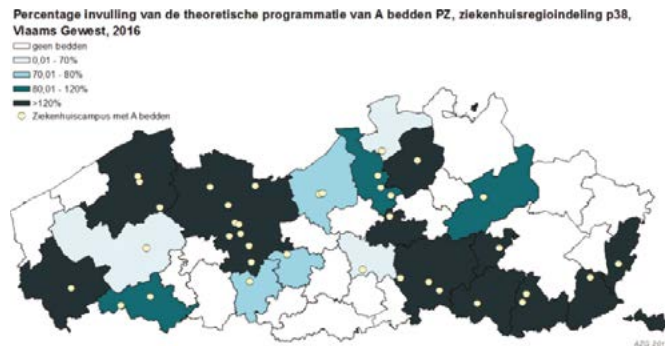 Percentage invulling van de theoretische programmatie van A bedden PZ, ziekenhuisregioindeling p38,
Vlaams Gewest, 2016
geen bedden
0,01 - 70%
70,01 - 80%
80,01 - 120%
>120%
Ziekenhuiscampus met A bedden